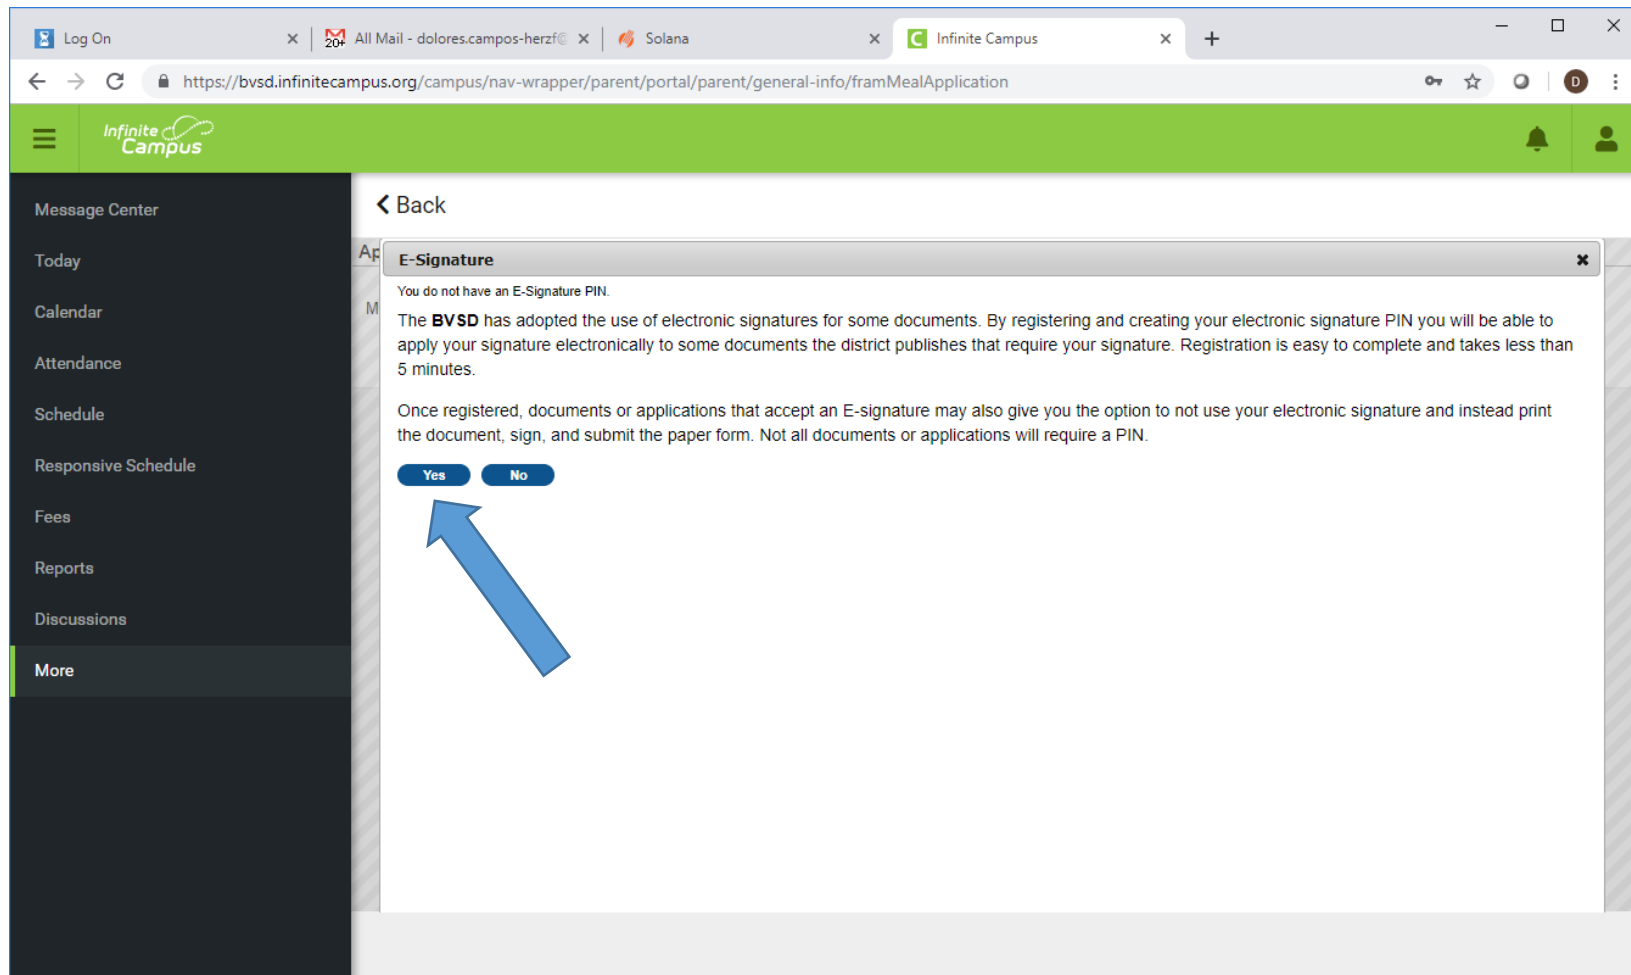 Log On
20+
All Mail - dolores.campos-herzf@
Solana
Infinite Campus
https://bvsd.infinitecampus.org/campus/nav-wrapper/parent/portal/parent/general-info/framMealApplication
D
Infinite
Campus
Message Center
Today
Calendar
Attendance
Schedule
Responsive Schedule
Fees
Reports
Discussions
More
Back
Ap
M
E-Signature
You do not have an E-Signature PIN.
The BVSD has adopted the use of electronic signatures for some documents. By registering and creating your electronic signature PIN you will be able to
apply your signature electronically to some documents the district publishes that require your signature. Registration is easy to complete and takes less than
5 minutes.
Once registered, documents or applications that accept an E-signature may also give you the option to not use your electronic signature and instead print
the document, sign, and submit the paper form. Not all documents or applications will require a PIN.
Yes
No